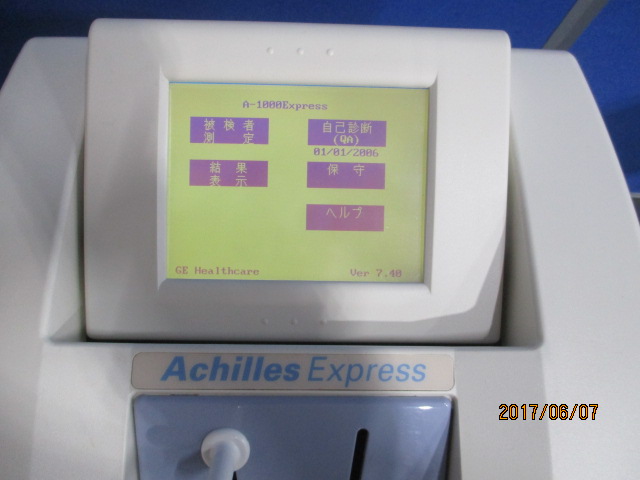 A-1000Express
被検者
測定
自己診断
(QA)
01/01/2006
結果
表示
保守
ヘルプ
GE Healthcare
Ver 7.40
Achilles Express
2017/06/07